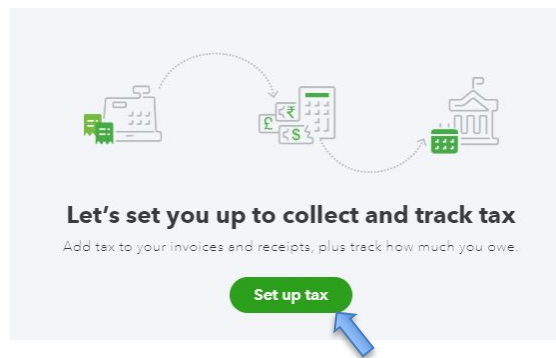 £
₹
$
Let's set you up to collect and track tax
Add tax to your invoices and receipts, plus track how much you owe.
Set up tax